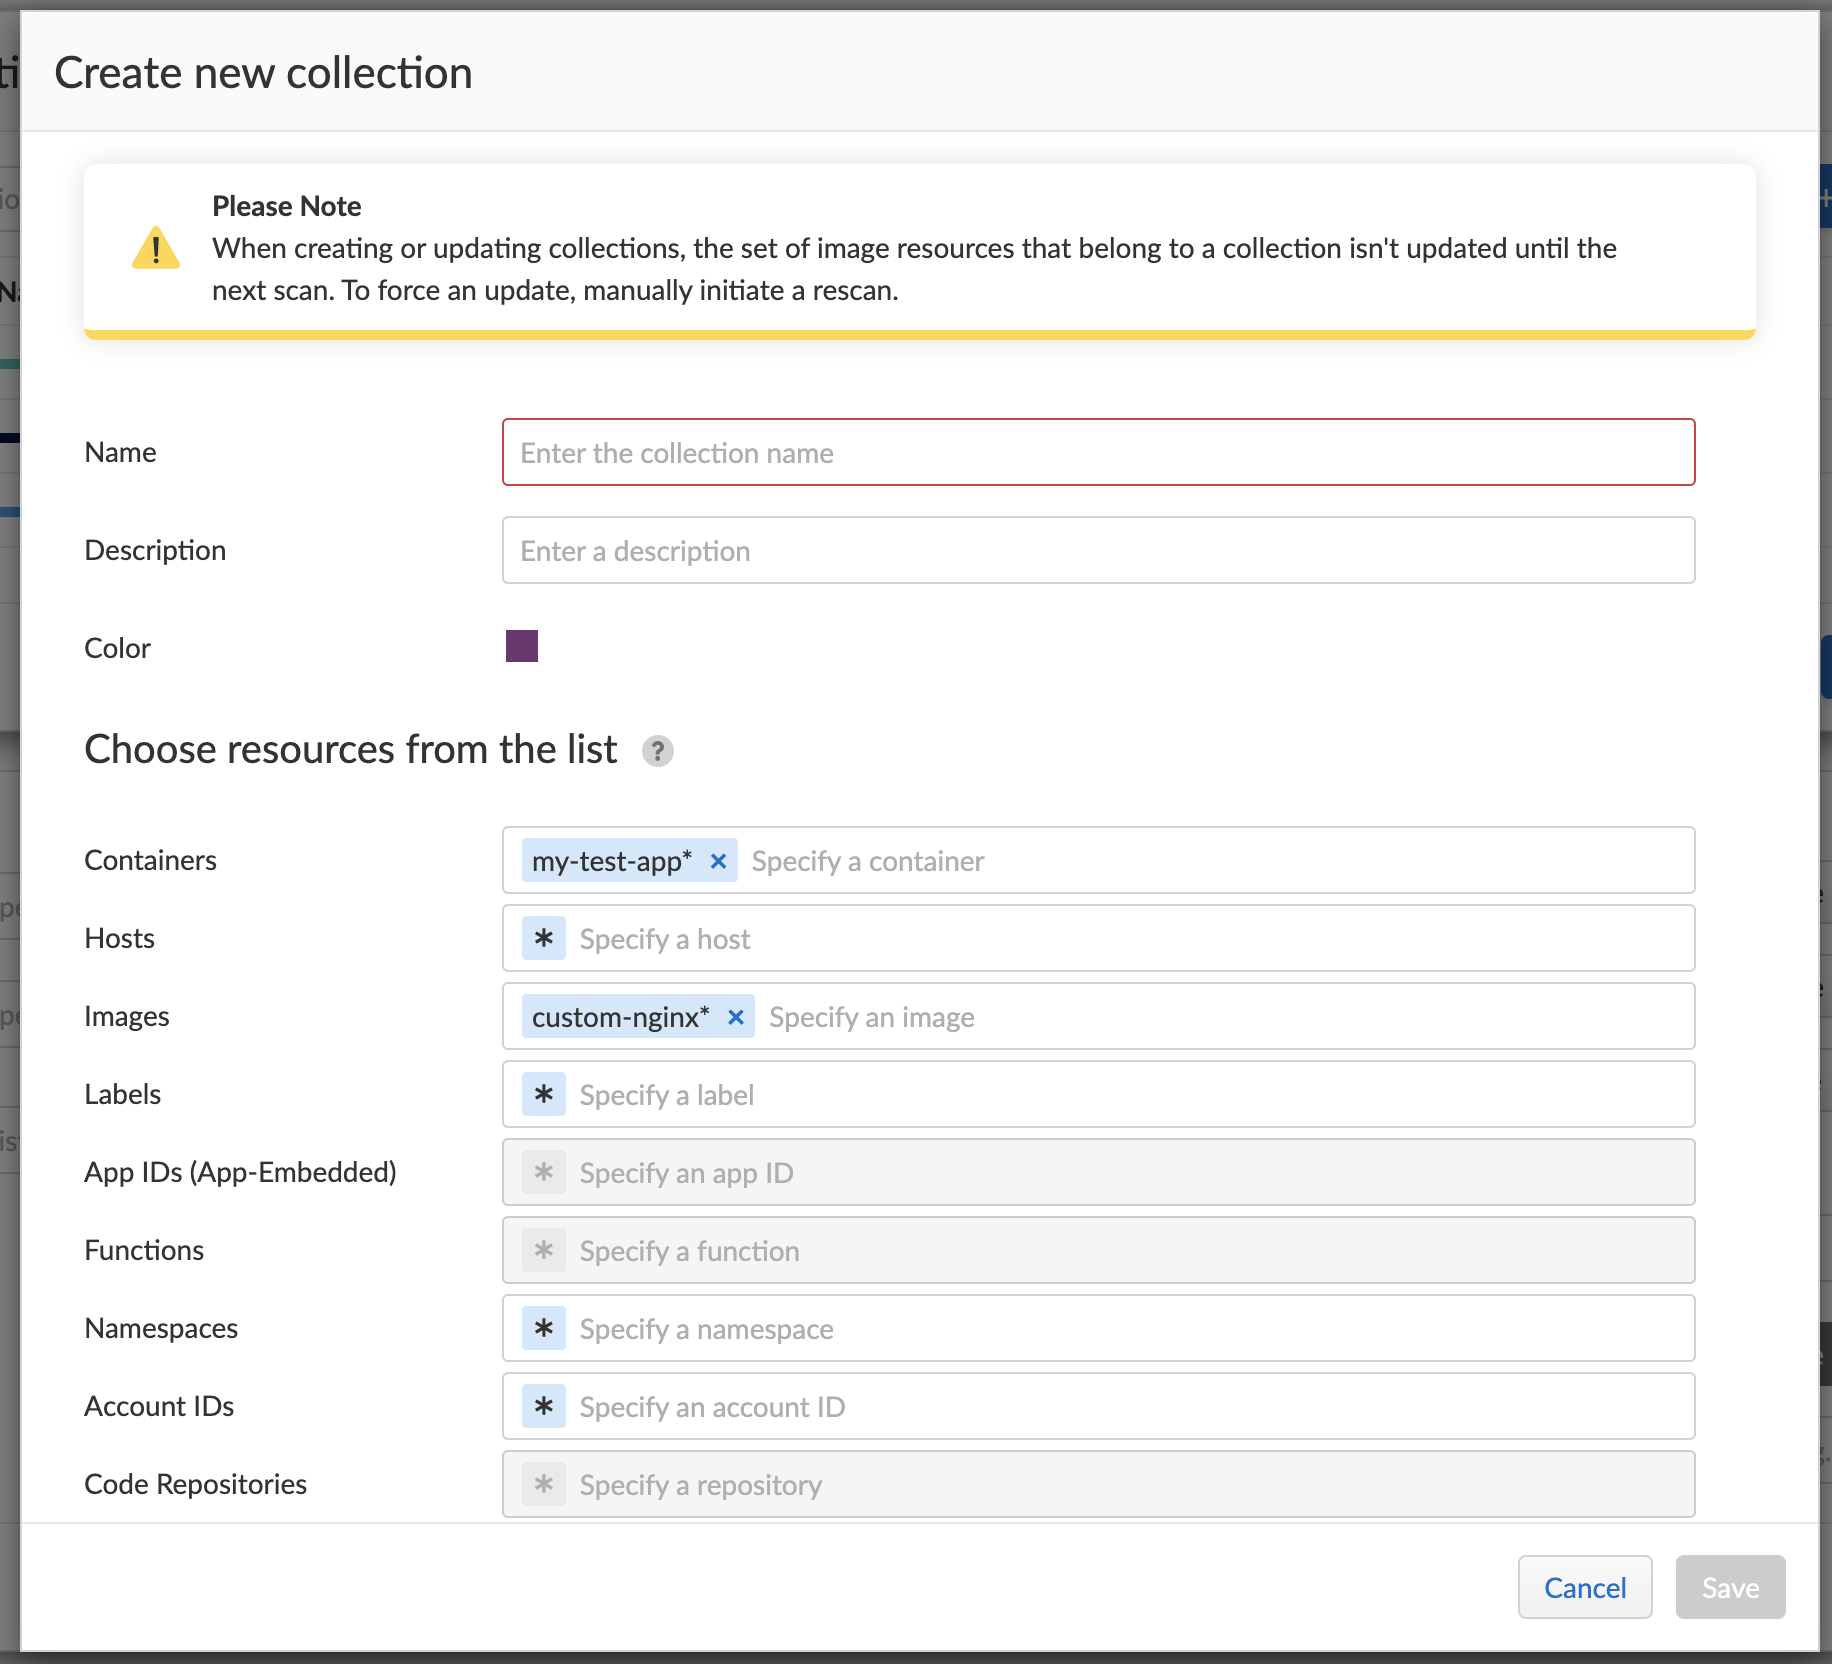 Create new collection
Please Note
When creating or updating collections, the set of image resources that belong to a collection isn't updated until the
next scan. To force an update, manually initiate a rescan.
Name
Enter the collection name
Description
Enter a description
Color
Choose resources from the list ?
Containers
my-test-app* × Specify a container
Hosts
* Specify a host
Images
custom-nginx* × Specify an image
Labels
* Specify a label
App IDs (App-Embedded)
* Specify an app ID
Functions
* Specify a function
Namespaces
* Specify a namespace
Account IDs
* Specify an account ID
Code Repositories
* Specify a repository
Cancel
Save